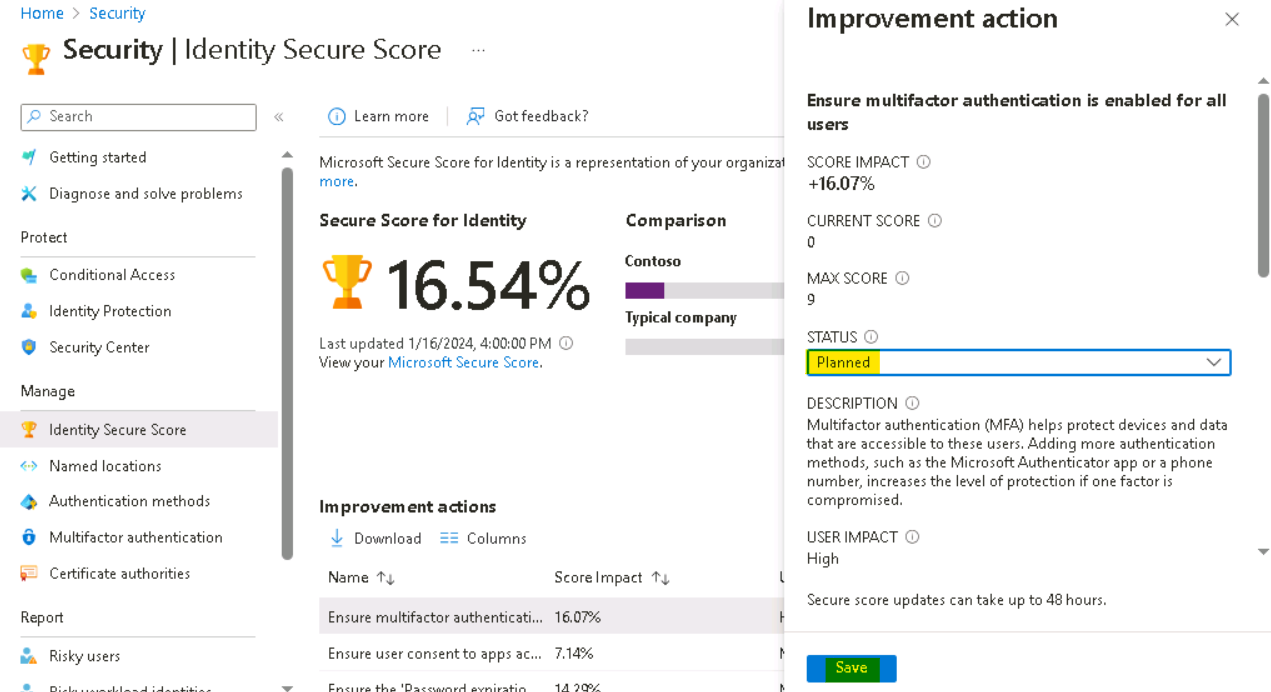 Home > Security
Security | Identity Secure Score ...
Search «
Getting started
Diagnose and solve problems
Protect
Conditional Access
Identity Protection
Security Center
Manage
Identity Secure Score
Named locations
Authentication methods
Multifactor authentication
Certificate authorities
Report
Risky users
Risky workload identities
Learn more
Got feedback?
Microsoft Secure Score for Identity is a representation of your
more.
Secure Score for Identity
16.54%
Last updated 1/16/2024, 4:00:00 PM
View your Microsoft Secure Score.
Comparison
Contoso
Typical company
Improvement actions
Download
Columns
Name ↑↓ Score Impact ↑↓
Ensure multifactor authenticati... 16.07%
Ensure user consent to apps ac... 7.14%
Ensure the 'Password expiratio... 14.29%
Improvement action
Ensure multifactor authentication is enabled for all
users
SCORE IMPACT
+16.07%
CURRENT SCORE
0
MAX SCORE
9
STATUS
Planned
DESCRIPTION
Multifactor authentication (MFA) helps protect devices and data
that are accessible to these users. Adding more authentication
methods, such as the Microsoft Authenticator app or a phone
number, increases the level of protection if one factor is
compromised.
USER IMPACT
High
Secure score updates can take up to 48 hours.
Save